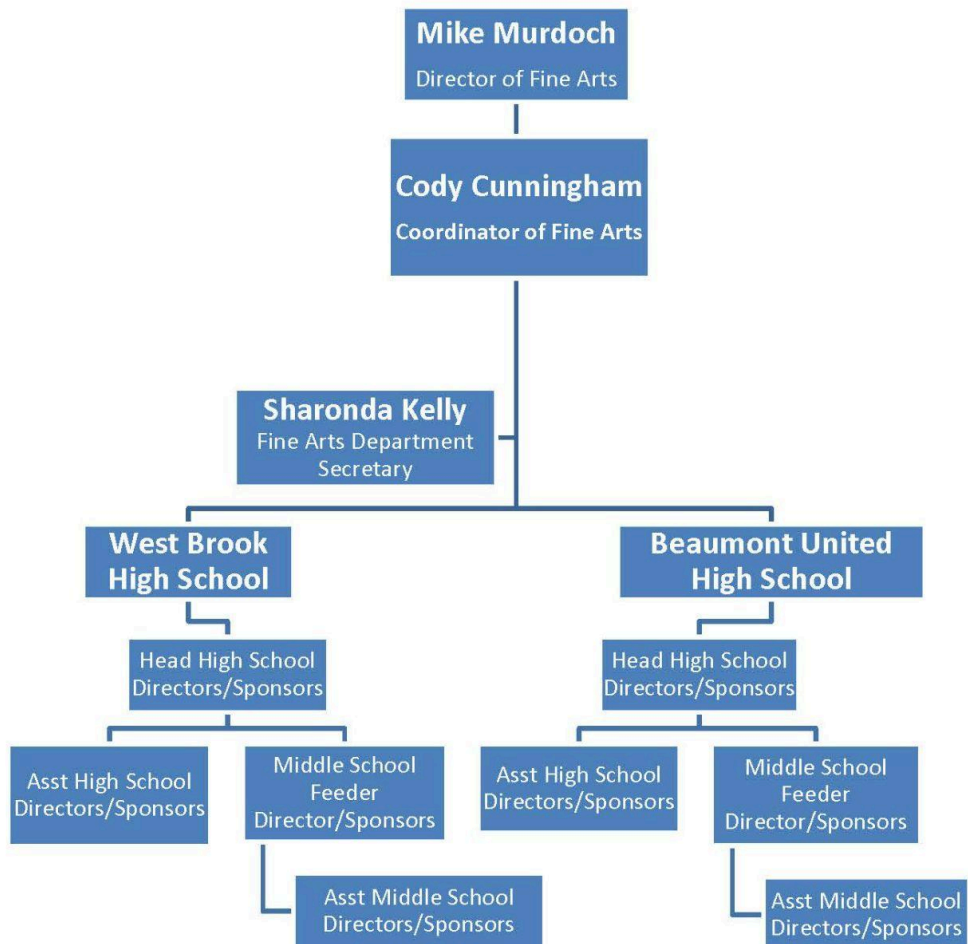 Mike Murdoch
Director of Fine Arts
Cody Cunningham
Coordinator of Fine Arts
Sharonda Kelly
Fine Arts Department
Secretary
West Brook
High School
Beaumont United
High School
Head High School
Directors/Sponsors
Head High School
Directors/Sponsors
Asst High School
Directors/Sponsors
Middle School
Feeder
Director/Sponsors
Asst High School
Directors/Sponsors
Middle School
Feeder
Director/Sponsors
Asst Middle School
Directors/Sponsors
Asst Middle School
Directors/Sponsors